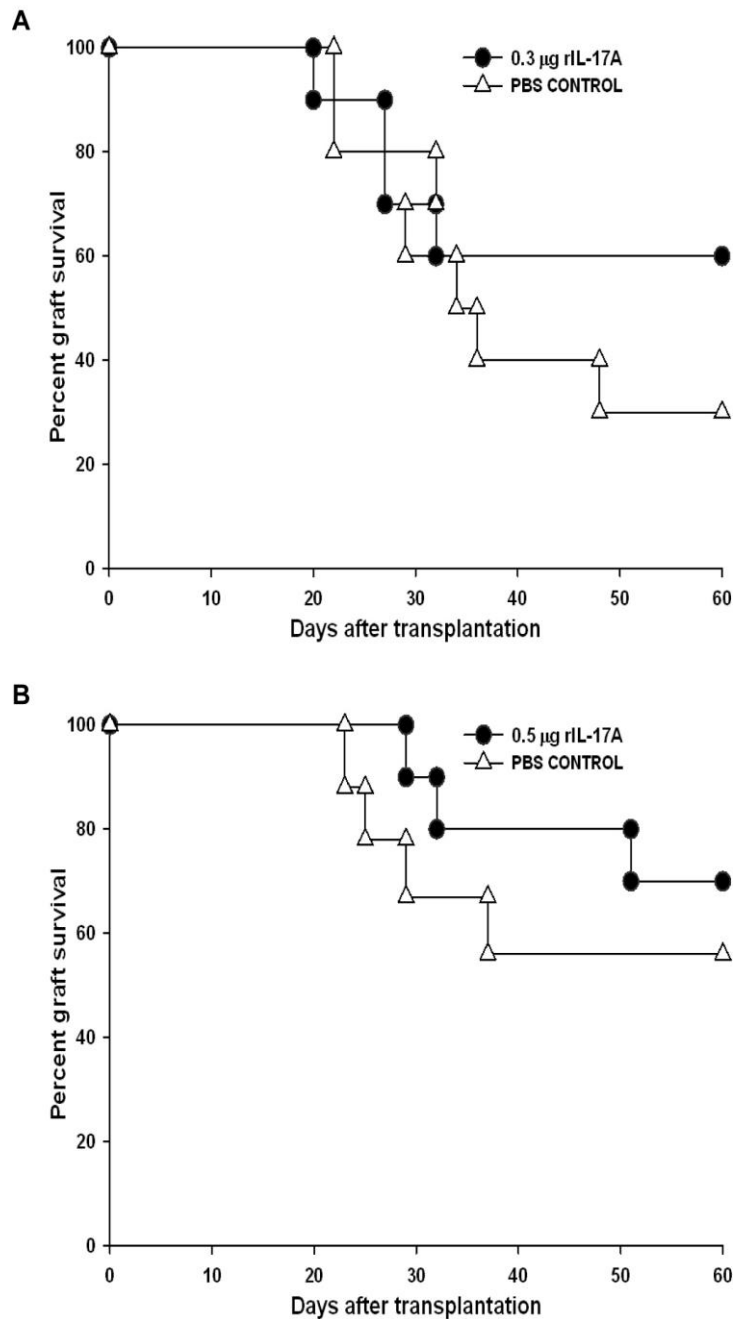 A
100
80
60
40
20
0
Percent graft survival
0.3 µg rIL-17A
PBS CONTROL
0 10 20 30 40 50 60
Days after transplantation
B
100
80
60
40
20
0
Percent graft survival
0.5 µg rIL-17A
PBS CONTROL
0 10 20 30 40 50 60
Days after transplantation